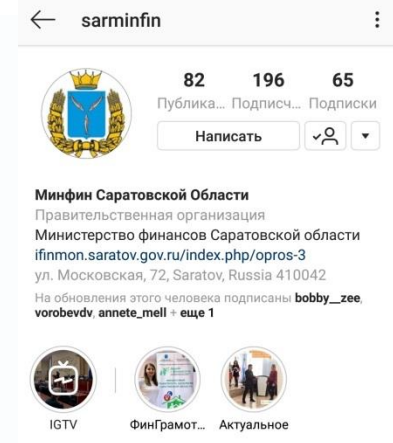 sarminfin
82 196 65
Публика... Подписч... Подписки
Написать
Минфин Саратовской Области
Правительственная организация
Министерство финансов Саратовской области
ifinmon.saratov.gov.ru/index.php/opros-3
ул. Московская, 72, Saratov, Russia 410042
На обновления этого человека подписаны bobby__zee,
vorobevdv, annete_mell + еще 1
IGTV ФинГрамот... Актуальное